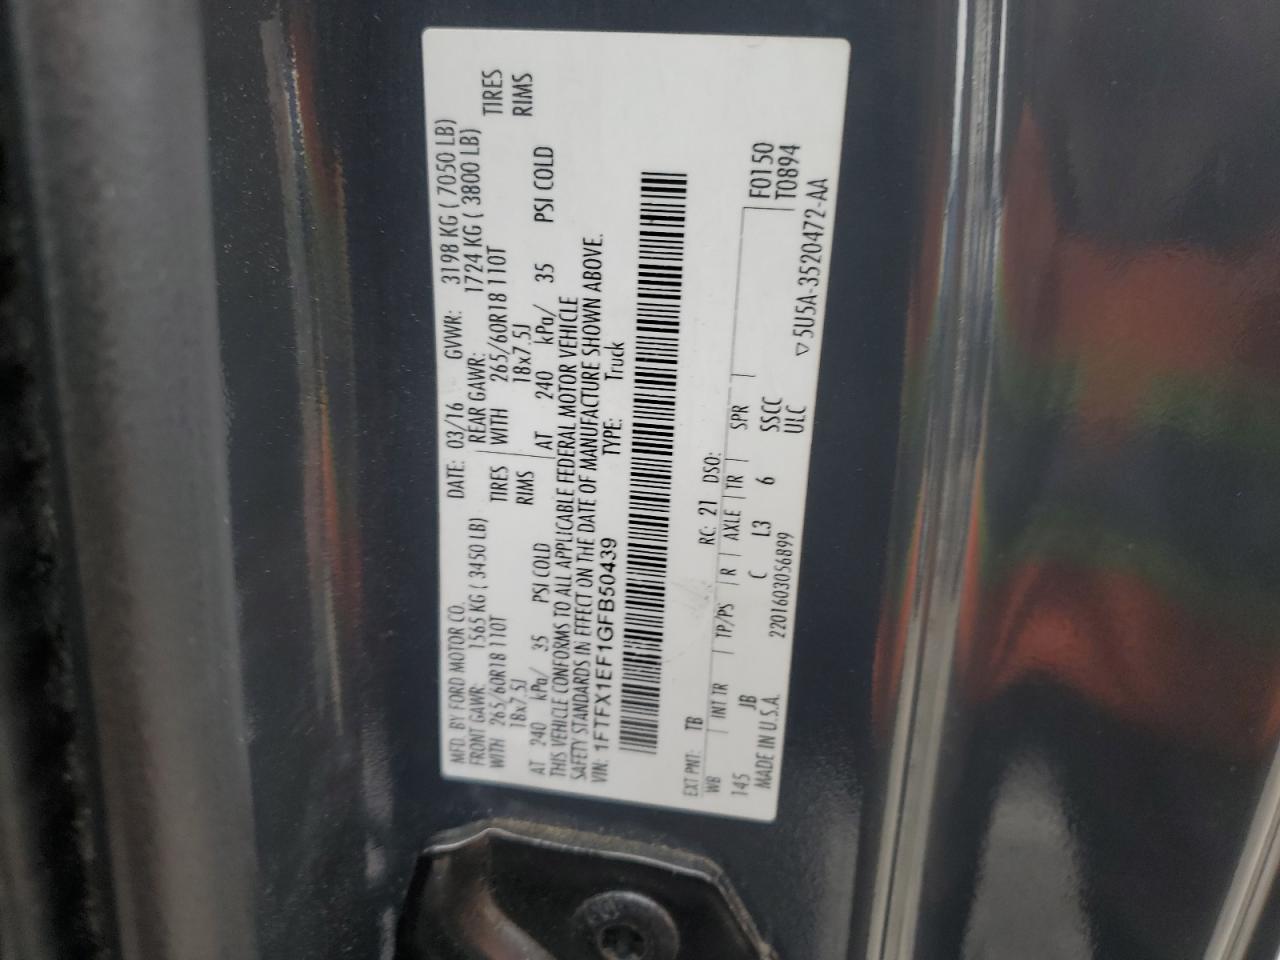 MFD. BY FORD MOTOR CO.
DATE: 03/16 GVWR: 3198 KG ( 7050 LB)
FRONT GAWR: 1565 KG ( 3450 LB) REAR GAWR: 1724 KG ( 3800 LB)
WITH 265/60R18 110T TIRES WITH 265/60R18 110T TIRES
18x7.5J RIMS 18x7.5J RIMS
AT 240 kPa/ 35 PSI COLD AT 240 kPa/ 35 PSI COLD
THIS VEHICLE CONFORMS TO ALL APPLICABLE FEDERAL MOTOR VEHICLE
SAFETY STANDARDS IN EFFECT ON THE DATE OF MANUFACTURE SHOWN ABOVE.
VIN: 1FTFX1EF1GFB50439 TYPE: Truck
EXT PNT: TB RC: 21 DSO: F0150
WB INT TR TP/PS R AXLE TR SPR T0894
145 JB C L3 6 SSCC
MADE IN U.S.A. 2201603056899 ULC ▽5U5A-3520472-AA